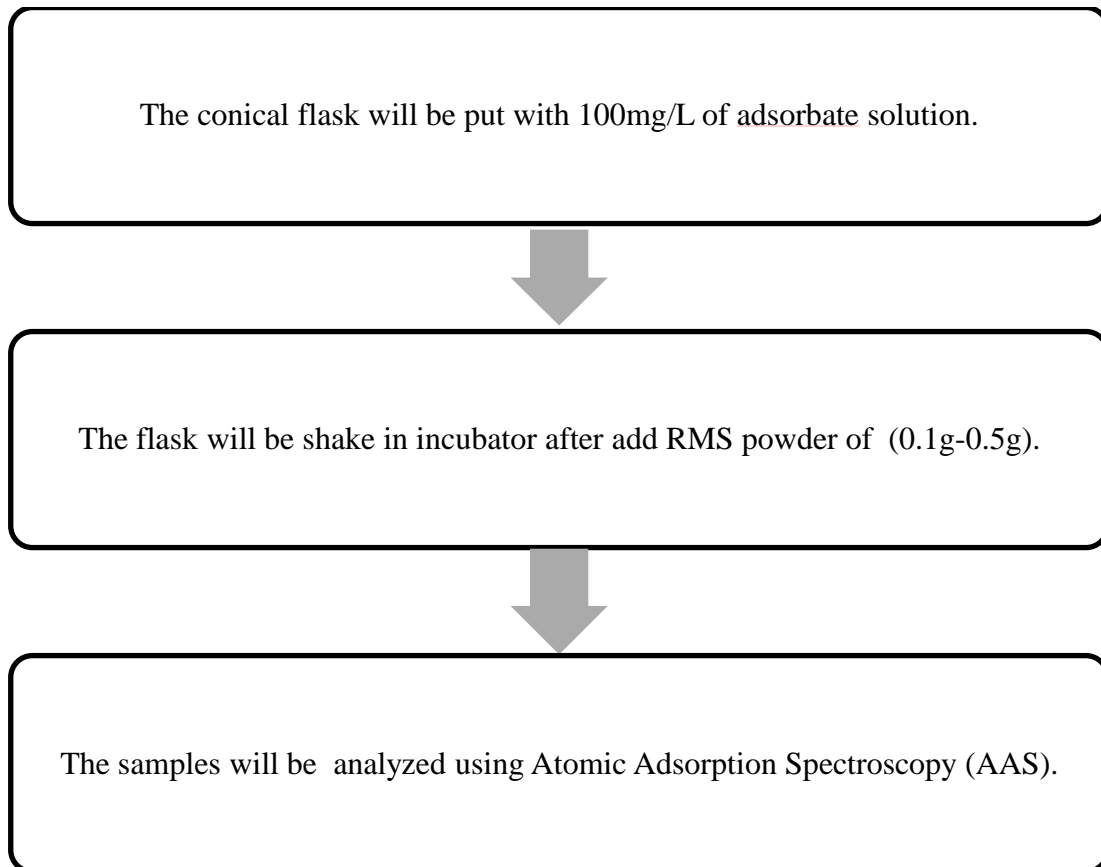 The conical flask will be put with 100mg/L of adsorbate solution.
The flask will be shake in incubator after add RMS powder of  (0.1g-0.5g).
The samples will be  analyzed using Atomic Adsorption Spectroscopy (AAS).